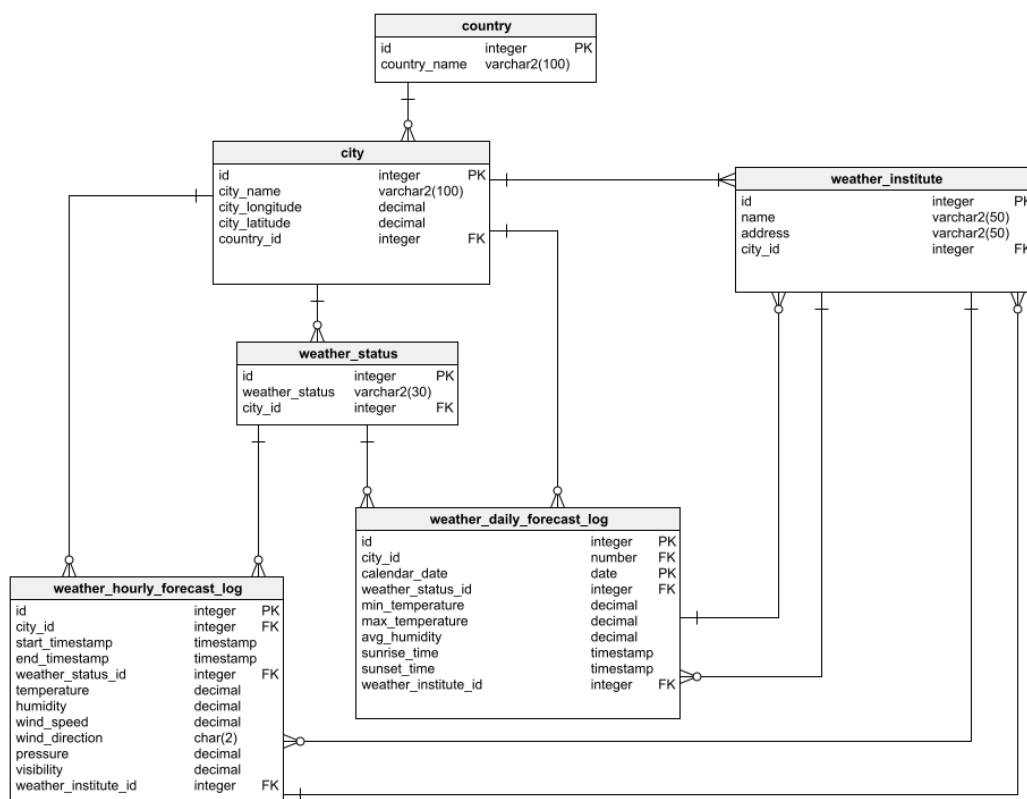 country
id integer PK
country_name varchar2(100)
city
id integer PK
city_name varchar2(100)
city_longitude decimal
city_latitude decimal
country_id integer FK
weather_institute
id integer PK
name varchar2(50)
address varchar2(50)
city_id integer FK
weather_status
id integer PK
weather_status varchar2(30)
city_id integer FK
weather_daily_forecast_log
id integer PK
city_id number FK
calendar_date date PK
weather_status_id integer FK
min_temperature decimal
max_temperature decimal
avg_humidity decimal
sunrise_time timestamp
sunset_time timestamp
weather_institute_id integer FK
weather_hourly_forecast_log
id integer PK
city_id integer FK
start_timestamp timestamp
end_timestamp timestamp
weather_status_id integer FK
temperature decimal
humidity decimal
wind_speed decimal
wind_direction char(2)
pressure decimal
visibility decimal
weather_institute_id integer FK